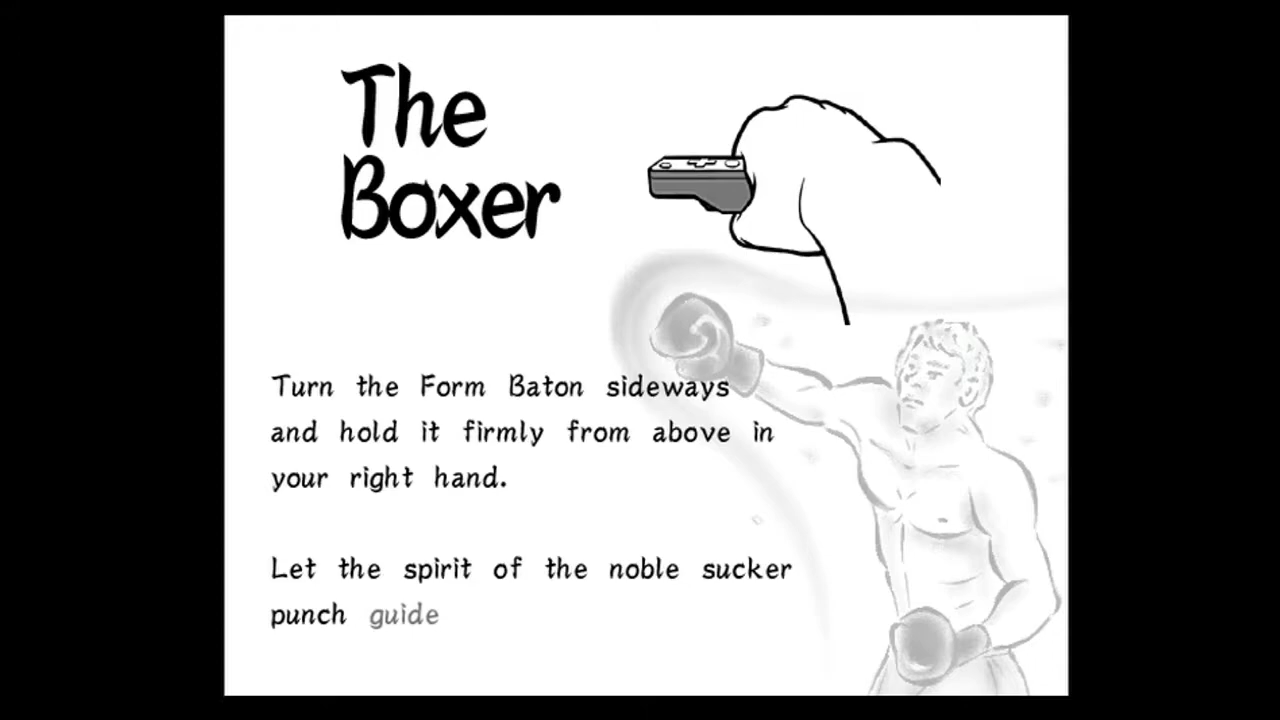 The
Boxer
Turn the Form Baton sideways
and hold it firmly from above in
your right hand.
Let the spirit of the noble sucker
punch guide